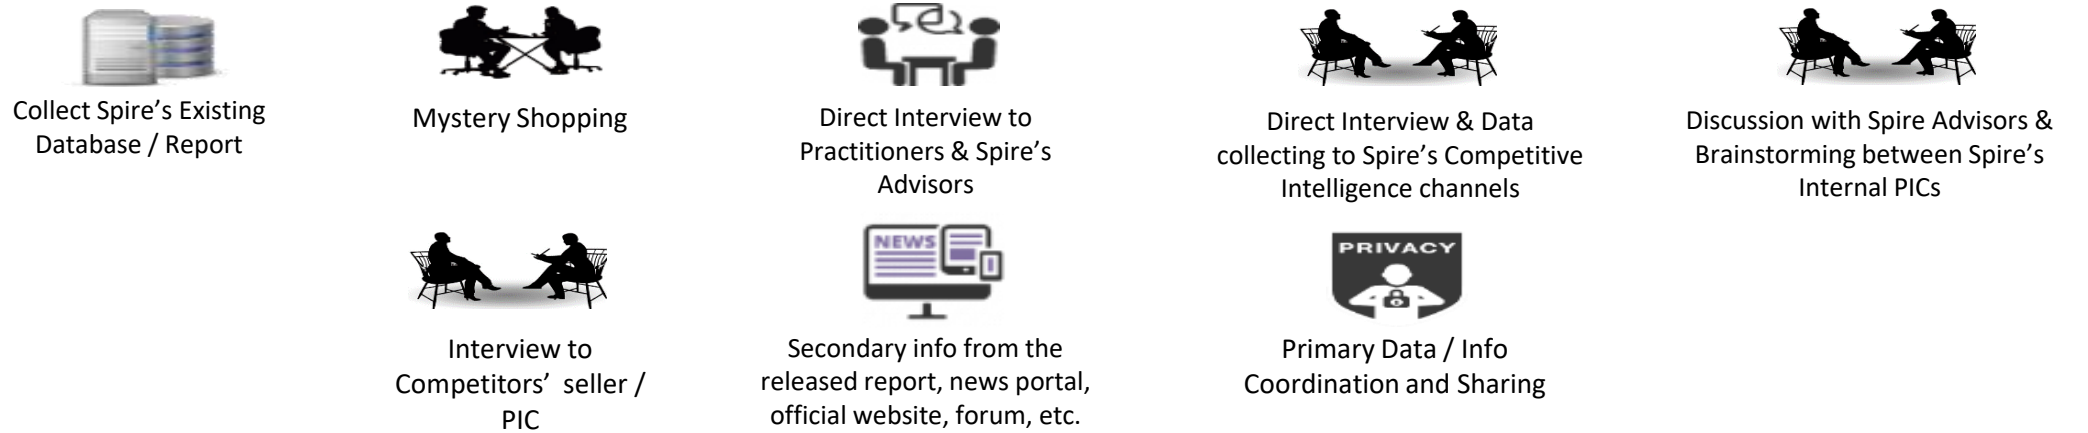 Collect Spire’s Existing
Database / Report
Mystery Shopping
Direct Interview to
Practitioners & Spire’s
Advisors
Direct Interview & Data
collecting to Spire’s Competitive
Intelligence channels
Discussion with Spire Advisors &
Brainstorming between Spire’s
Internal PICs
Interview to
Competitors’ seller /
PIC
NEWS
Secondary info from the
released report, news portal,
official website, forum, etc.
PRIVACY
Primary Data / Info
Coordination and Sharing